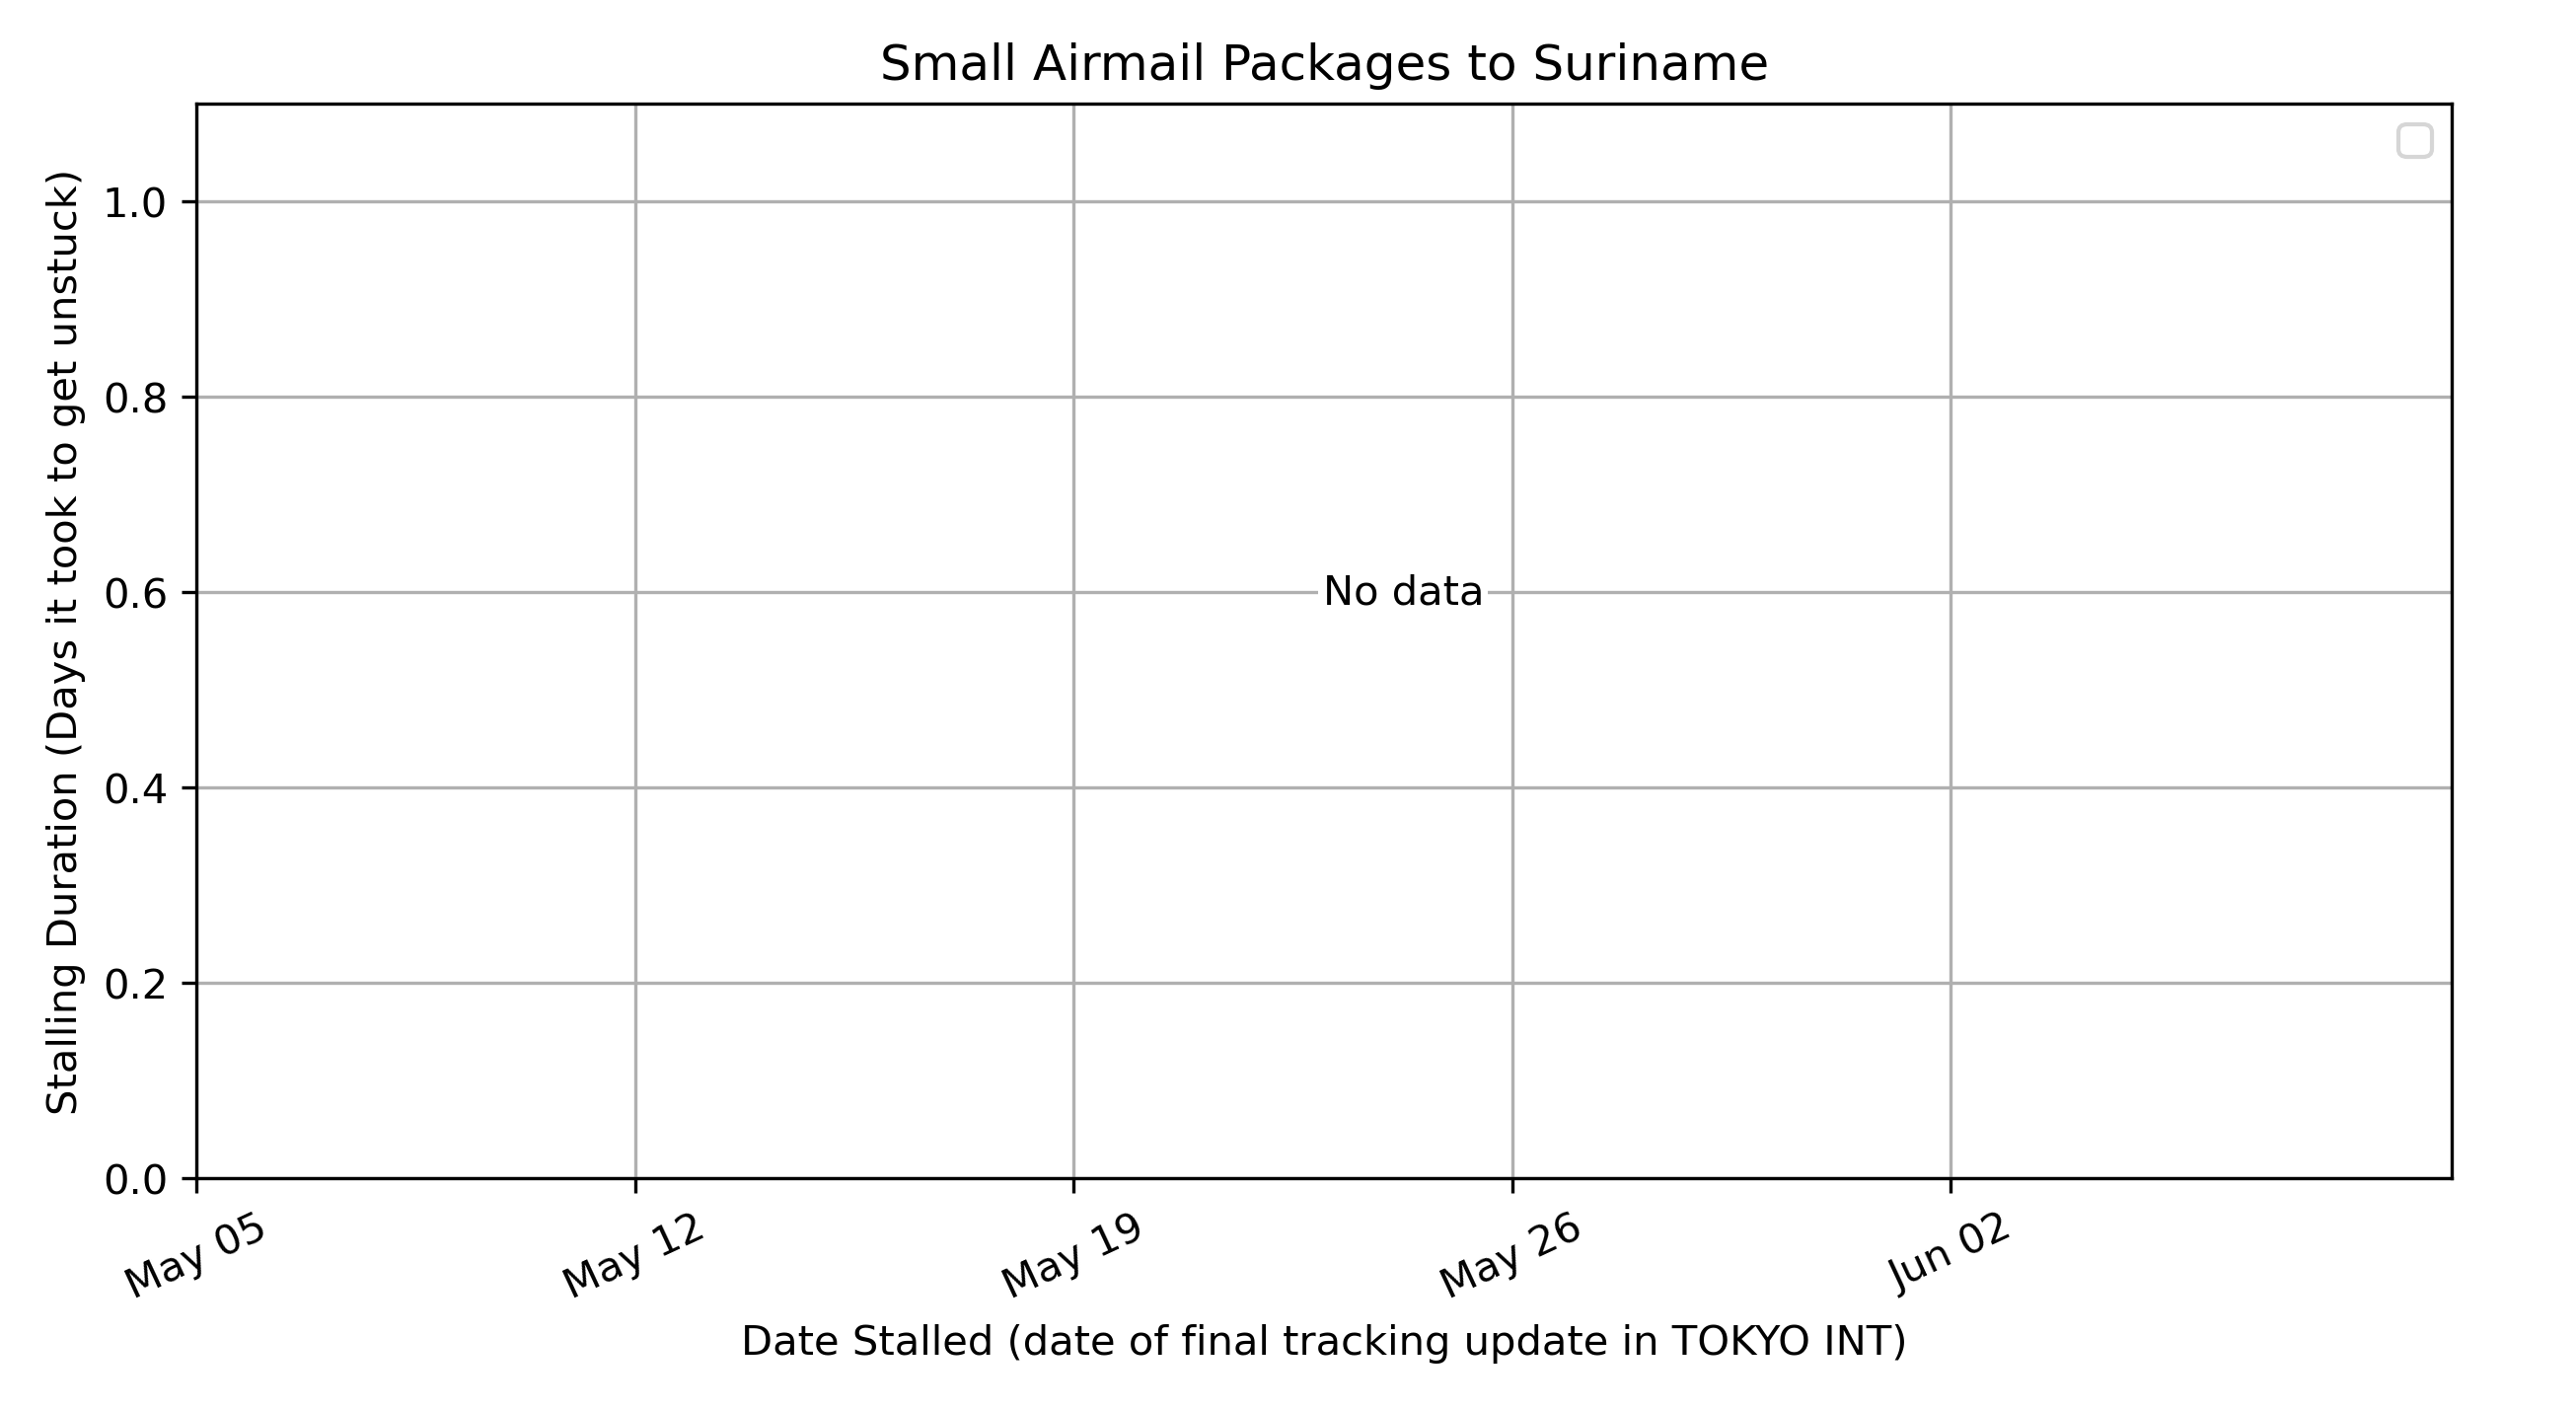 Small Airmail Packages to Suriname
Stalling Duration (Days it took to get unstuck)
1.0
0.8
0.6
0.4
0.2
0.0
No data
May 05
May 12
May 19
May 26
Jun 02
Date Stalled (date of final tracking update in TOKYO INT)